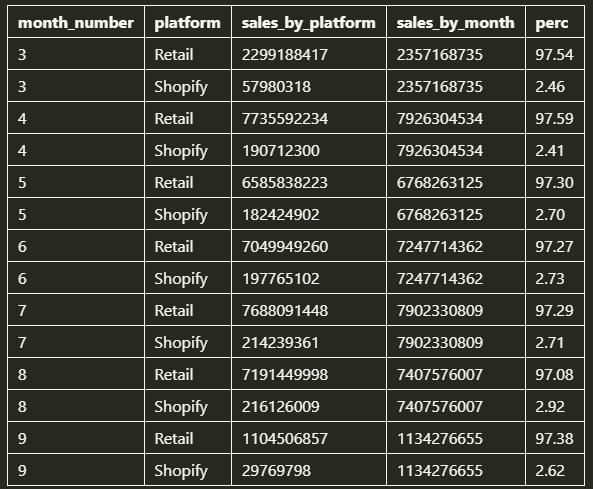 month_number platform sales_by_platform sales_by_month perc
3 Retail 2299188417 2357168735 97.54
3 Shopify 57980318 2357168735 2.46
4 Retail 7735592234 7926304534 97.59
4 Shopify 190712300 7926304534 2.41
5 Retail 6585838223 6768263125 97.30
5 Shopify 182424902 6768263125 2.70
6 Retail 7049949260 7247714362 97.27
6 Shopify 197765102 7247714362 2.73
7 Retail 7688091448 7902330809 97.29
7 Shopify 214239361 7902330809 2.71
8 Retail 7191449998 7407576007 97.08
8 Shopify 216126009 7407576007 2.92
9 Retail 1104506857 1134276655 97.38
9 Shopify 29769798 1134276655 2.62